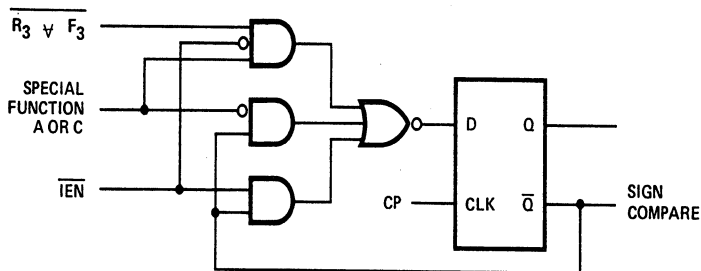 R3 ∀ F3
SPECIAL
FUNCTION
A OR C
IEN
D Q
CP CLK Q
SIGN
COMPARE